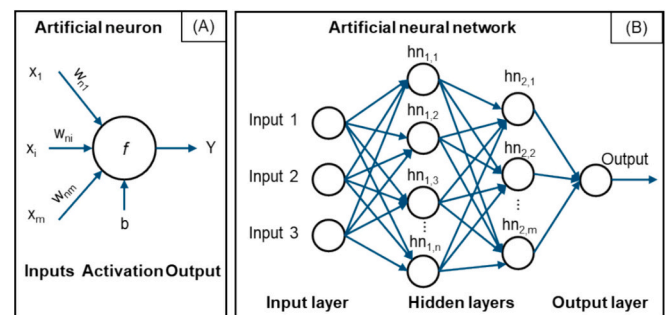 Artificial neuron
(A)
x1
wn1
xi
wni
xm
wnm
f
Y
b
Inputs Activation Output
Artificial neural network
(B)
hn1,1
hn1,2
hn1,3
⋮
hn1,n
hn2,1
hn2,2
⋮
hn2,m
Input 1
Input 2
Input 3
Output
Input layer
Hidden layers
Output layer